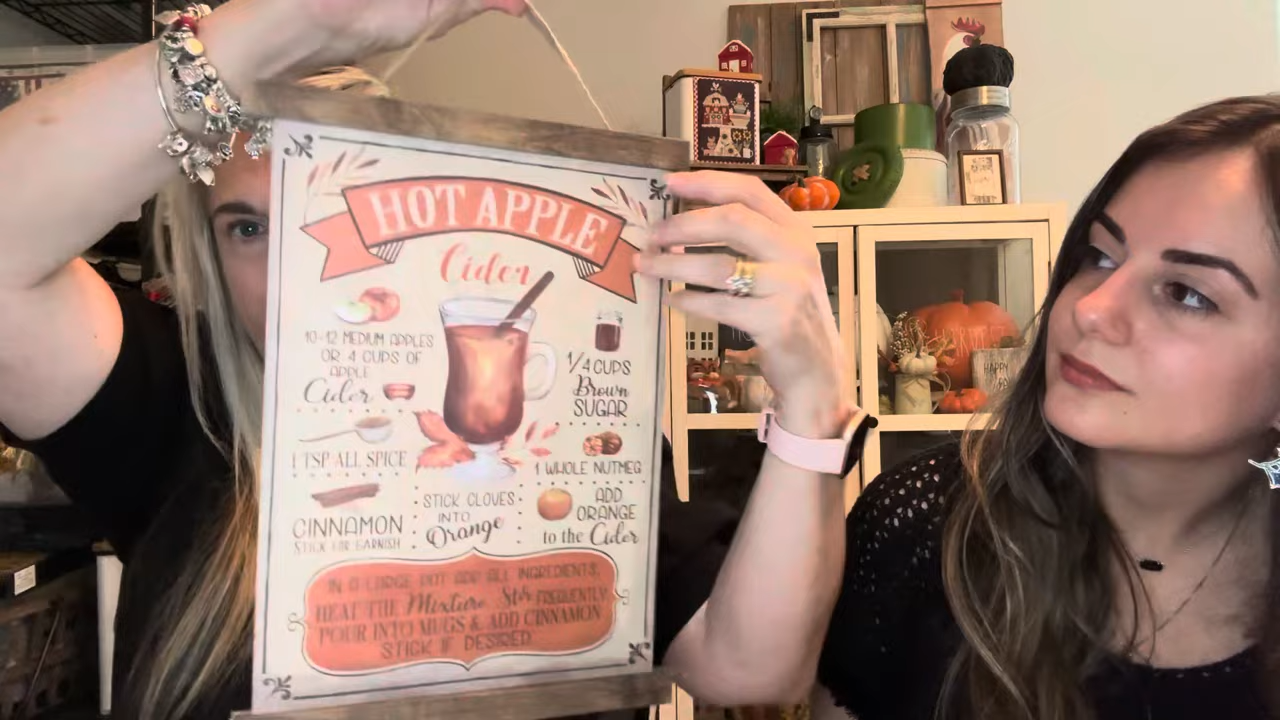 HOT APPLE
Cider
10-12 MEDIUM APPLES
OR 4 CUPS OF
APPLE
Cider
1/4 CUPS
Brown
SUGAR
1 TSP ALL SPICE
1 WHOLE NUTMEG
CINNAMON
STICK FOR GARNISH
STICK CLOVES
INTO
Orange
ADD
ORANGE
to the Cider
IN A LARGE POT ADD ALL INGREDIENTS,
HEAT THE Mixture Stir FREQUENTLY
POUR INTO MUGS & ADD CINNAMON
STICK IF DESIRED
HARVEST
HAPPY